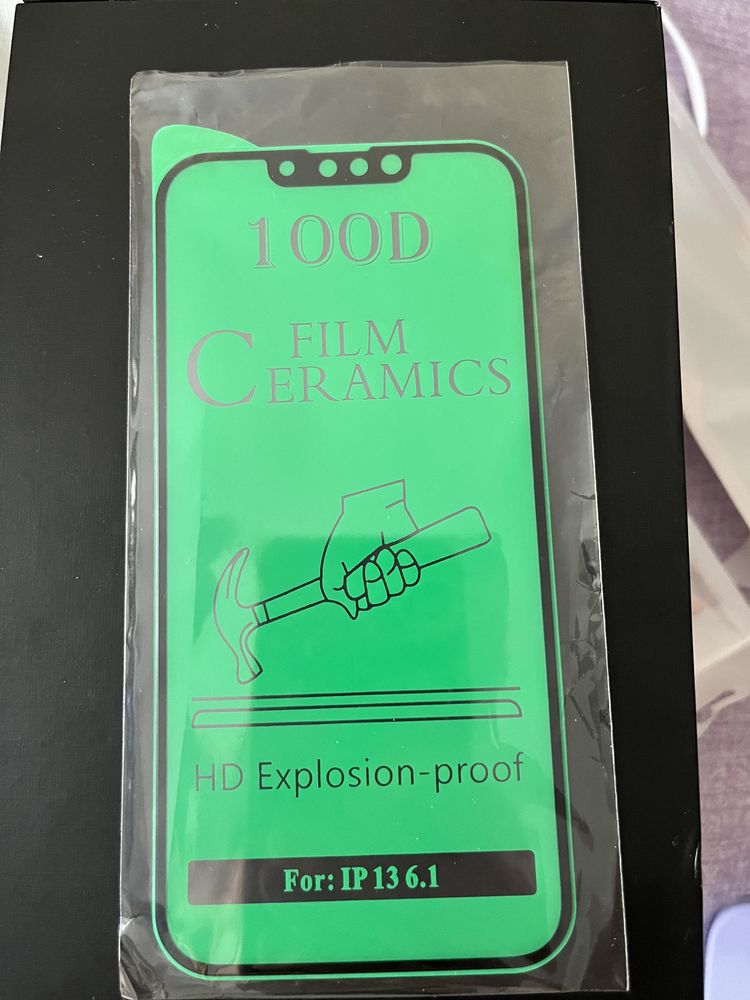 100D
FILM
CERAMICS
HD Explosion-proof
For: IP 13 6.1